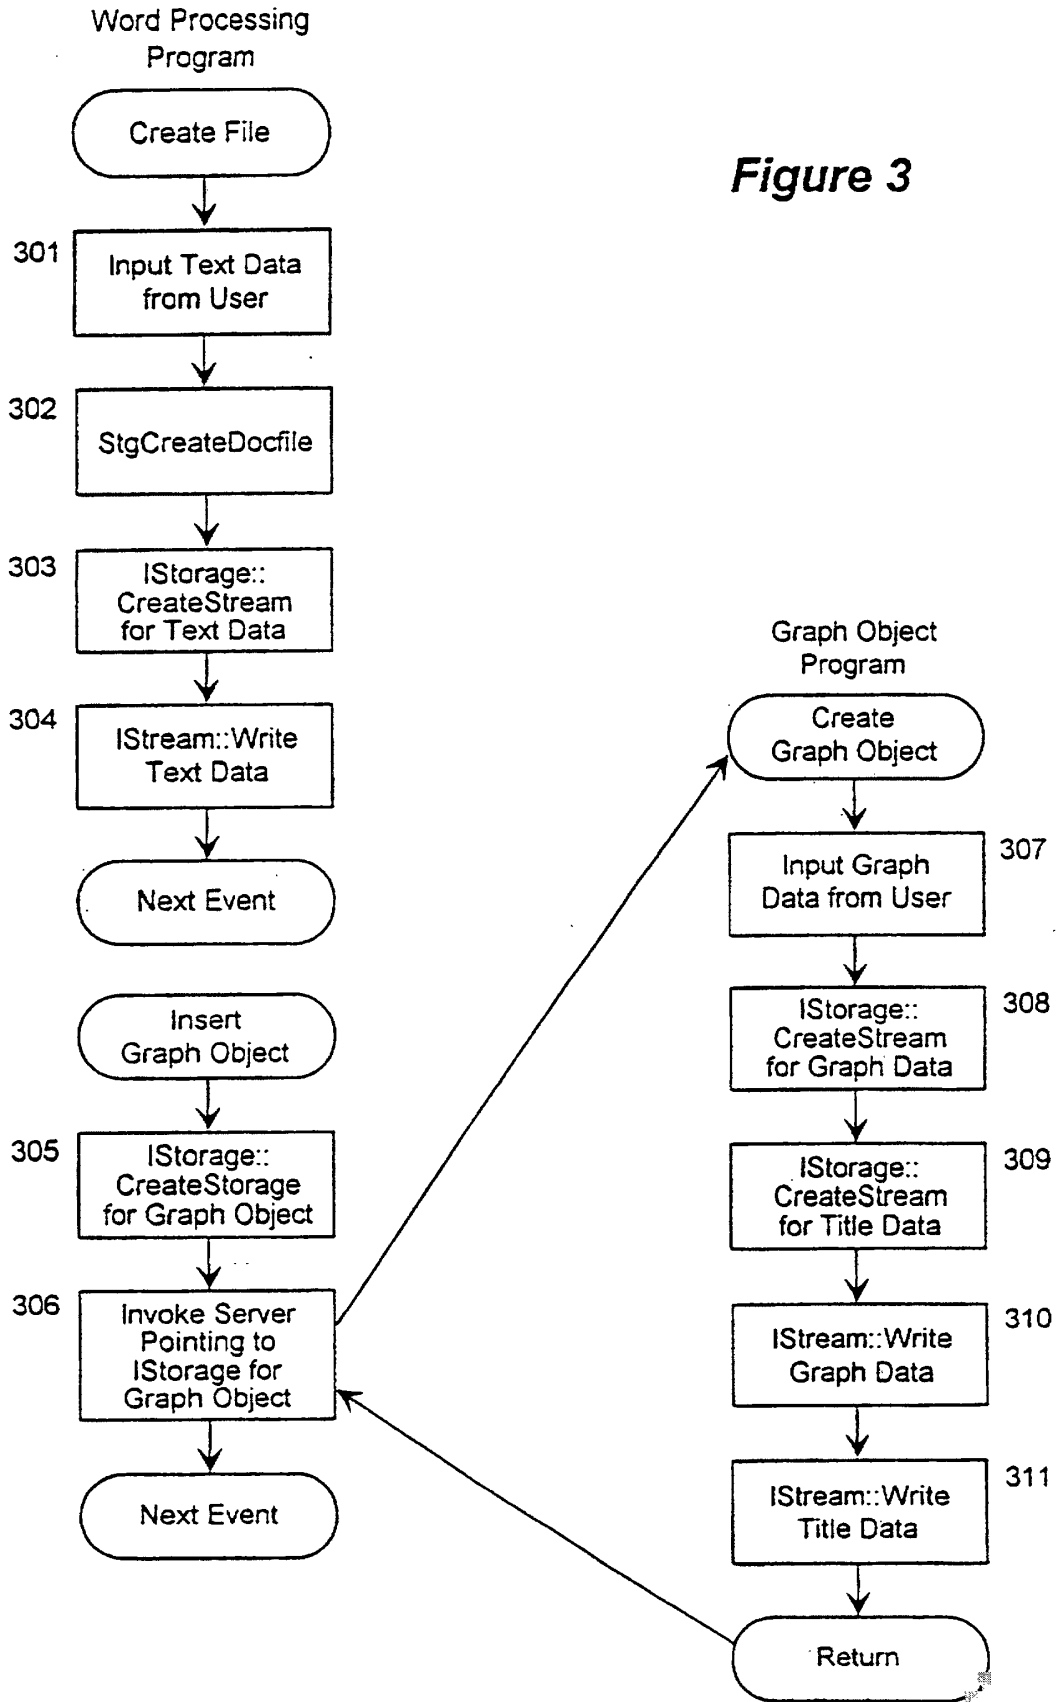 Word Processing
Program
Create File
Figure 3
301
Input Text Data
from User
302
StgCreateDocfile
303
IStorage::
CreateStream
for Text Data
304
IStream::Write
Text Data
Next Event
Insert
Graph Object
305
IStorage::
CreateStorage
for Graph Object
306
Invoke Server
Pointing to
IStorage for
Graph Object
Next Event
Graph Object
Program
Create
Graph Object
307
Input Graph
Data from User
308
IStorage::
CreateStream
for Graph Data
309
IStorage::
CreateStream
for Title Data
310
IStream::Write
Graph Data
311
IStream::Write
Title Data
Return